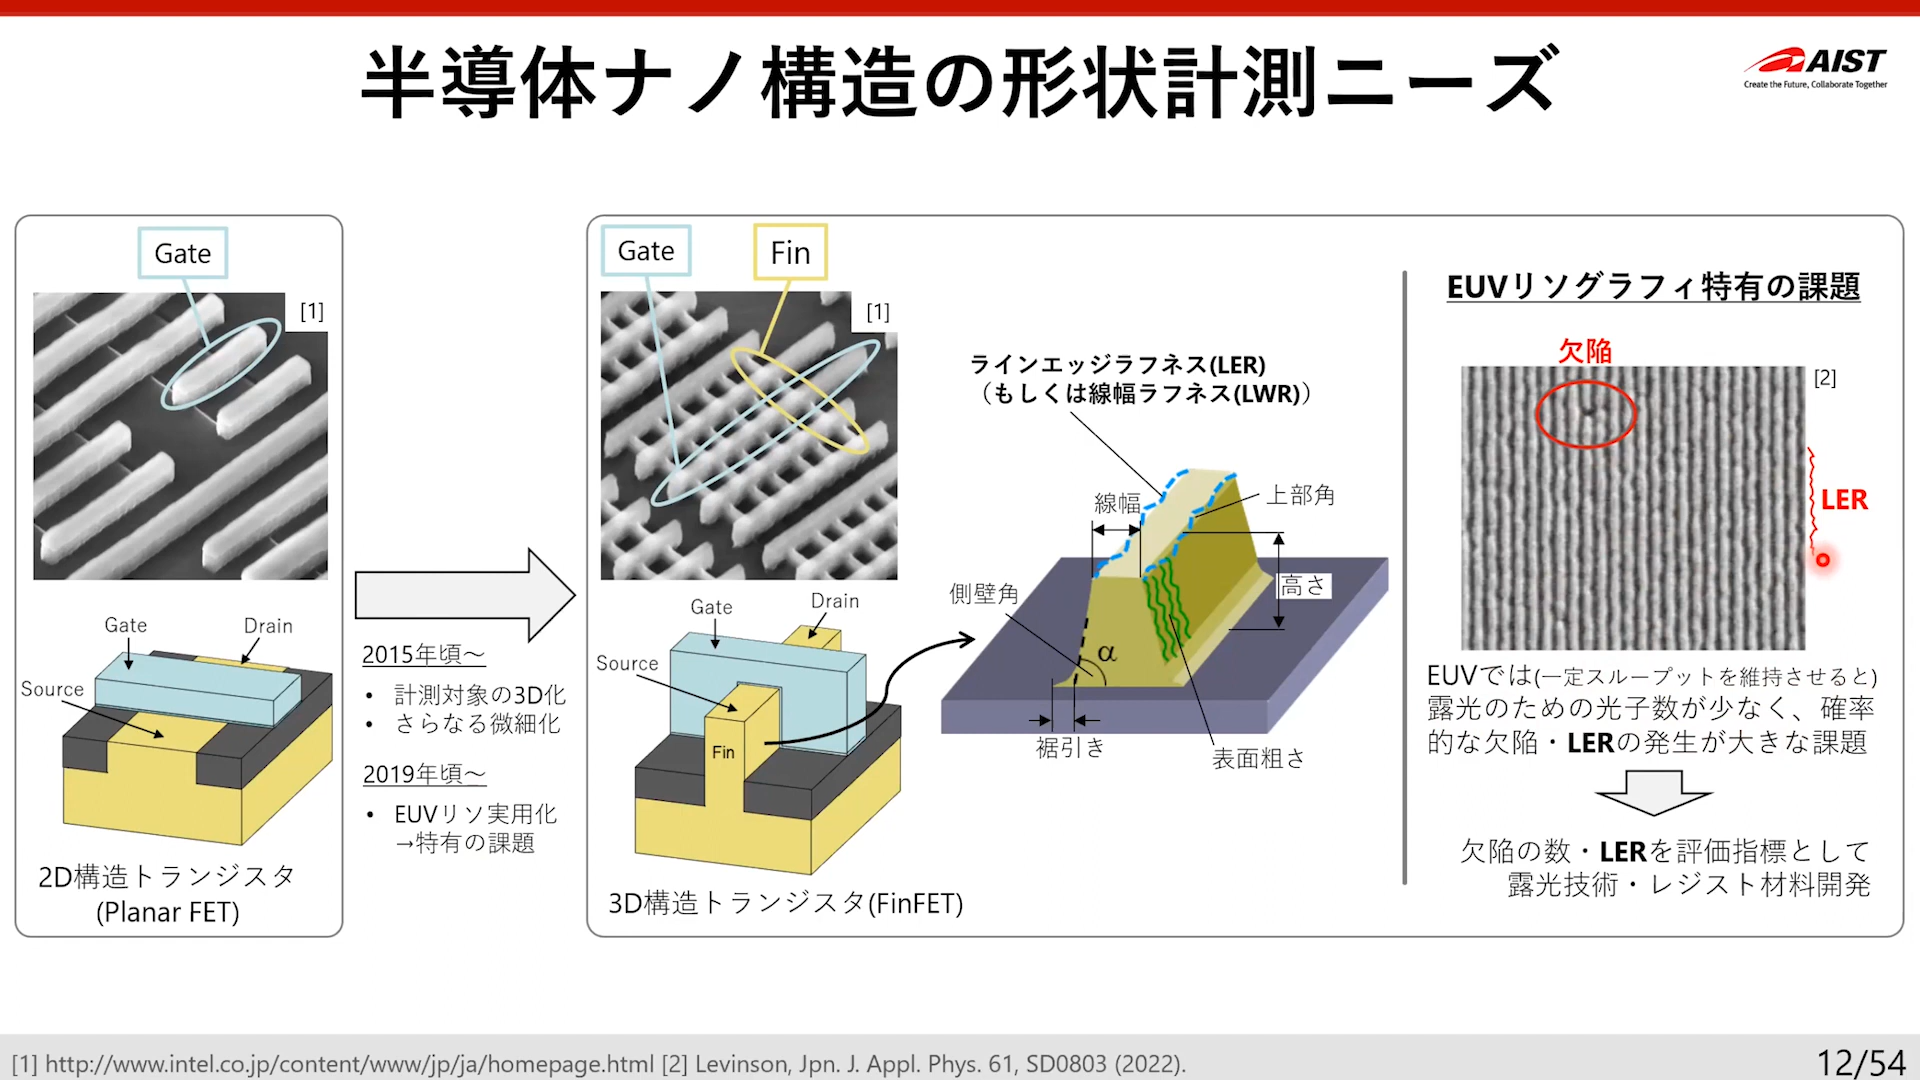 半導体ナノ構造の形状計測ニーズ
AIST
Create the Future, Collaborate Together
Gate
[1]
Gate
Drain
Source
2D構造トランジスタ
(Planar FET)
2015年頃～
• 計測対象の3D化
• さらなる微細化
2019年頃～
• EUVリソ実用化
→特有の課題
Gate
Fin
[1]
Gate
Drain
Source
Fin
3D構造トランジスタ(FinFET)
ラインエッジラフネス(LER)
（もしくは線幅ラフネス(LWR)）
線幅
上部角
側壁角
高さ
α
裾引き
表面粗さ
EUVリソグラフィ特有の課題
欠陥
[2]
LER
EUVでは(一定スループットを維持させると)
露光のための光子数が少なく、確率
的な欠陥・LERの発生が大きな課題
欠陥の数・LERを評価指標として
露光技術・レジスト材料開発
[1] http://www.intel.co.jp/content/www/jp/ja/homepage.html [2] Levinson, Jpn. J. Appl. Phys. 61, SD0803 (2022).
12/54